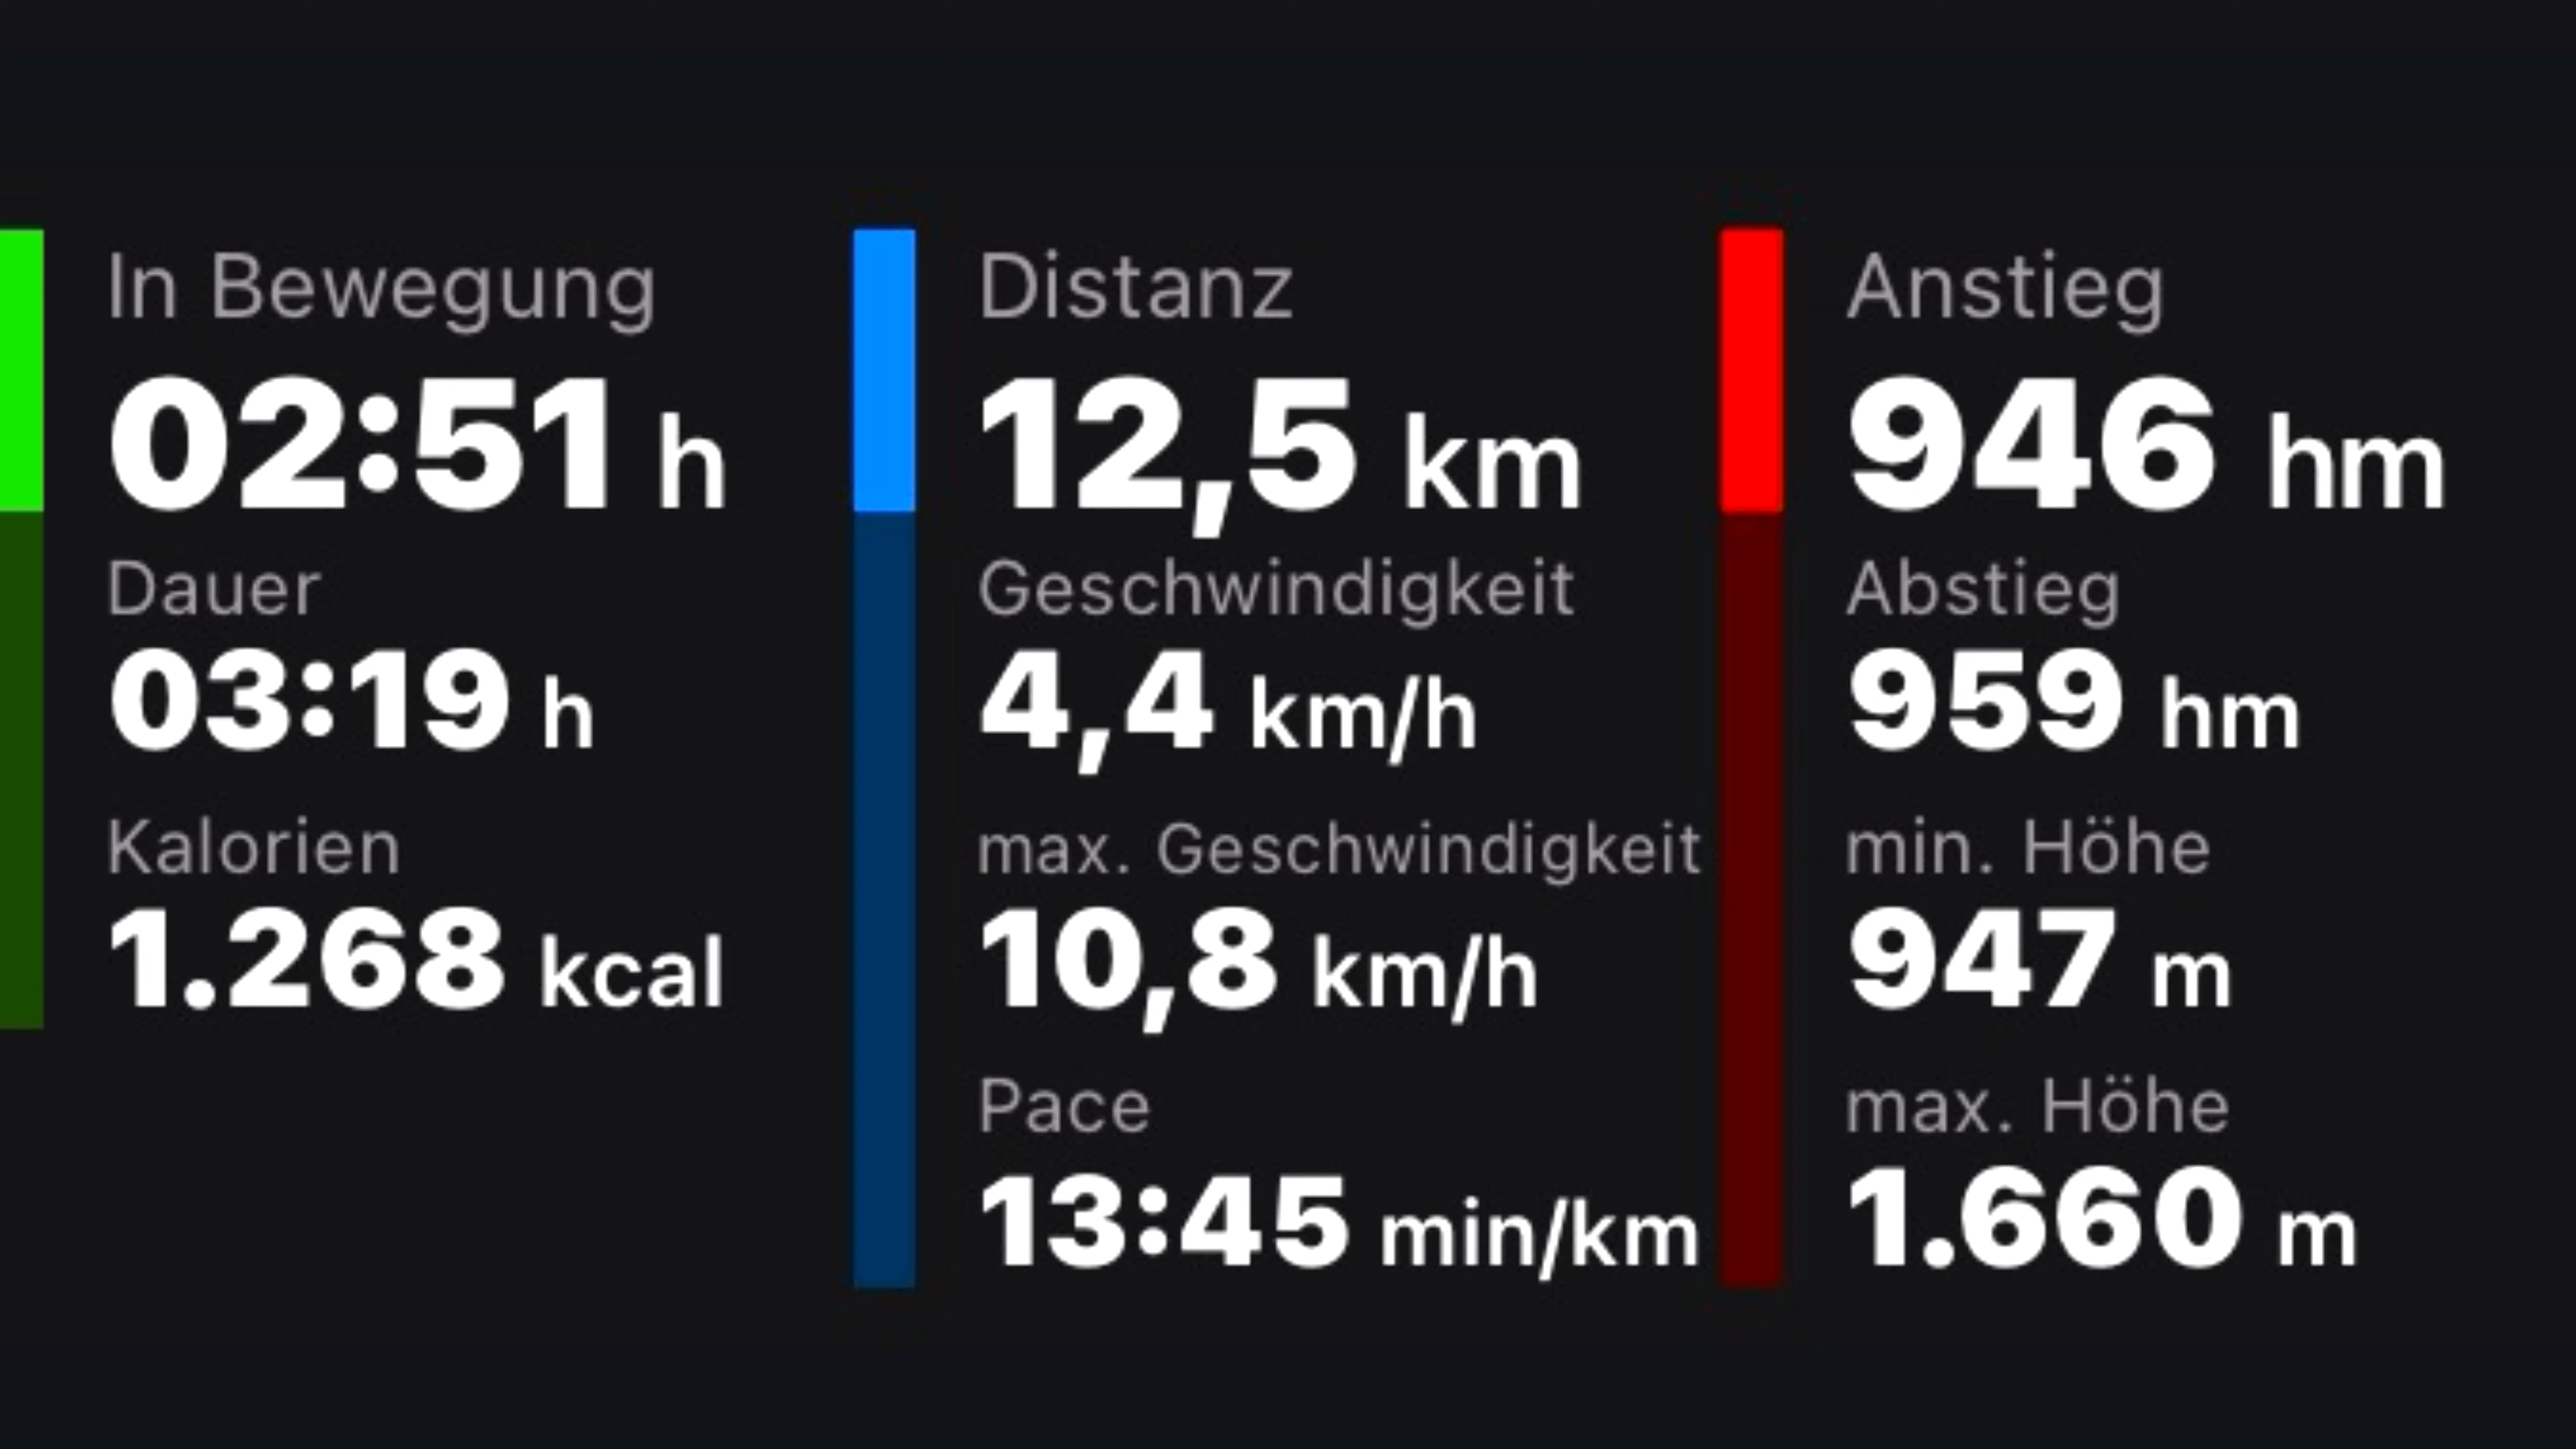 In Bewegung
02:51 h
Dauer
03:19 h
Kalorien
1.268 kcal
Distanz
12,5 km
Geschwindigkeit
4,4 km/h
max. Geschwindigkeit
10,8 km/h
Pace
13:45 min/km
Anstieg
946 hm
Abstieg
959 hm
min. Höhe
947 m
max. Höhe
1.660 m